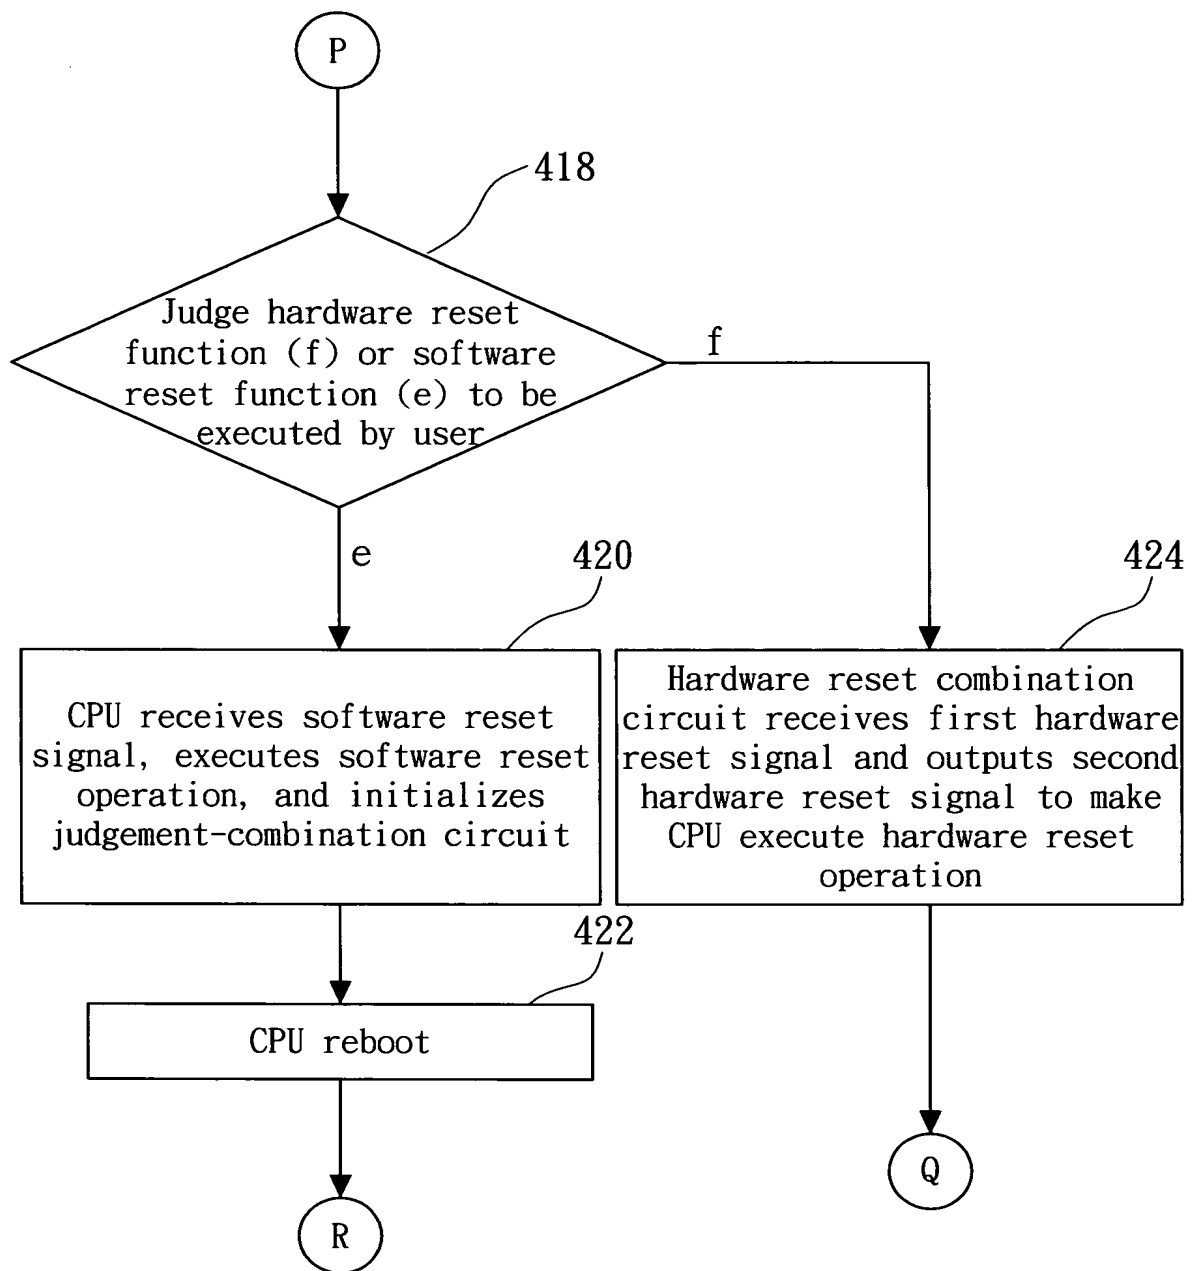 P
418
Judge hardware reset
function (f) or software
reset function (e) to be
executed by user
f
e
420
424
CPU receives software reset
signal, executes software reset
operation, and initializes
judgement-combination circuit
Hardware reset combination
circuit receives first hardware
reset signal and outputs second
hardware reset signal to make
CPU execute hardware reset
operation
422
CPU reboot
Q
R